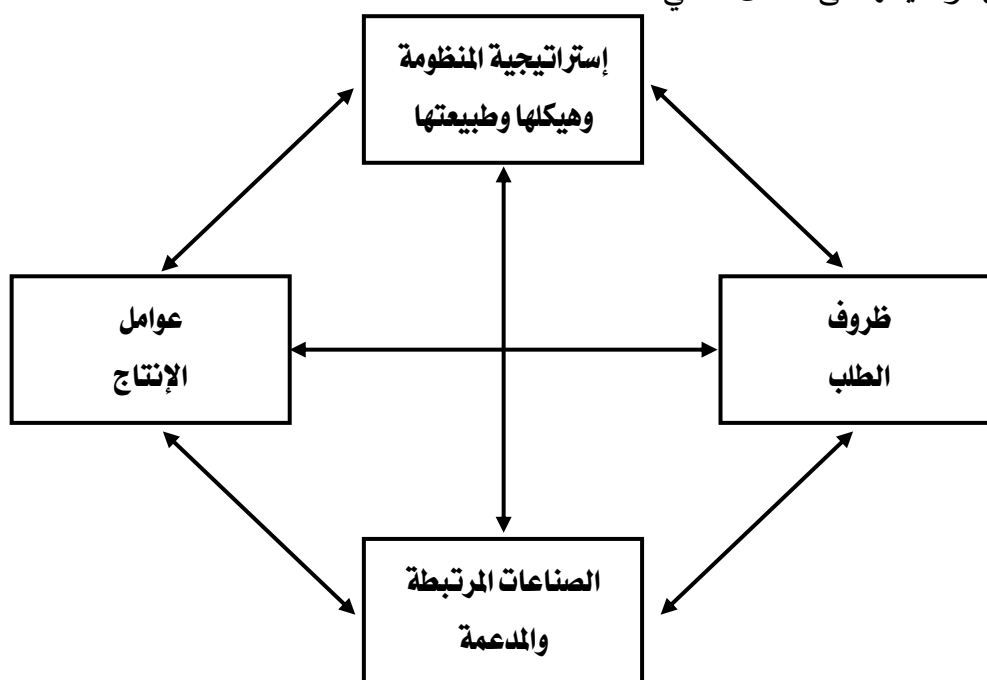 إستراتيجية المنظومة
وهيكلها وطبيعتها
ظروف
الطلب
عوامل
الإنتاج
الصناعات المرتبطة
والمدعمة